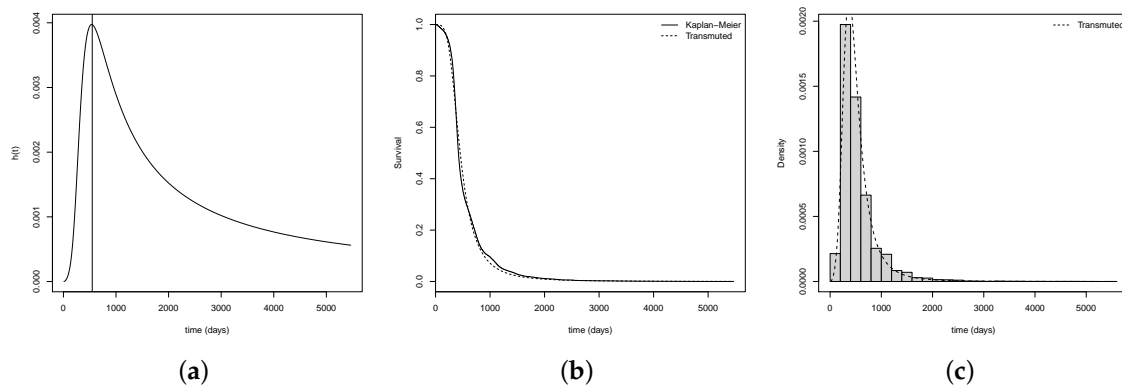 h(t)
0.004
0.003
0.002
0.001
0.000
0 1000 2000 3000 4000 5000
time (days)
(a)
Kaplan−Meier
Transmuted
Survival
1.0
0.8
0.6
0.4
0.2
0.0
0 1000 2000 3000 4000 5000
time (days)
(b)
Transmuted
Density
0.0020
0.0015
0.0010
0.0005
0.0000
0 1000 2000 3000 4000 5000
time (days)
(c)